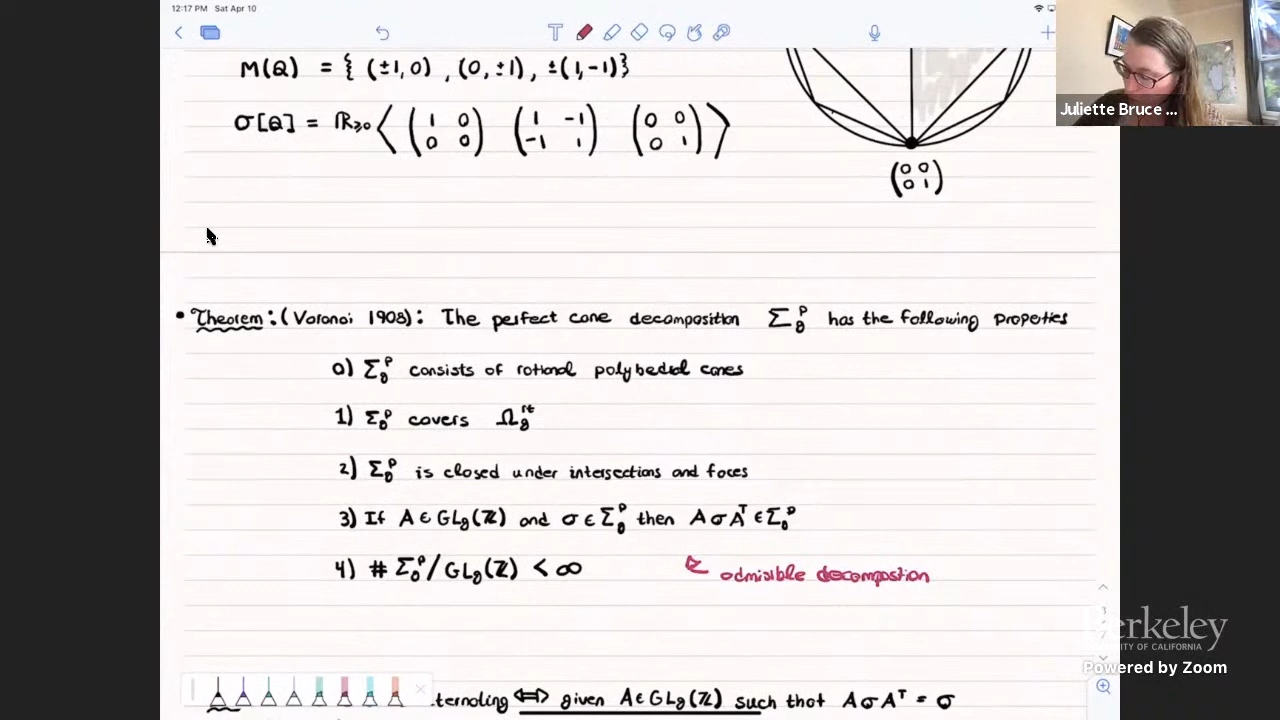 12:17 PM Sat Apr 10
M(Q) = { (±1,0) , (0,±1), ±(1,-1)}
σ[Q] = ℝ≥0 ⟨ (1 0 / 0 0) (1 -1 / -1 1) (0 0 / 0 1) ⟩
(0 0 / 0 1)
Juliette Bruce ...
• Theorem: (Voronoi 1908): The perfect cone decomposition Σ_g^P has the following properties
0) Σ_g^P consists of rational polyhedral cones
1) Σ_g^P covers Ω_g^rt
2) Σ_g^P is closed under intersections and faces
3) If A ∈ GL_g(ℤ) and σ ∈ Σ_g^P then AσA^T ∈ Σ_g^P
4) # Σ_g^P / GL_g(ℤ) < ∞
admissible decompostion
Berkeley
UNIVERSITY OF CALIFORNIA
Powered by Zoom
ternating ⟺ given A ∈ GL_g(ℤ) such that AσA^T = σ